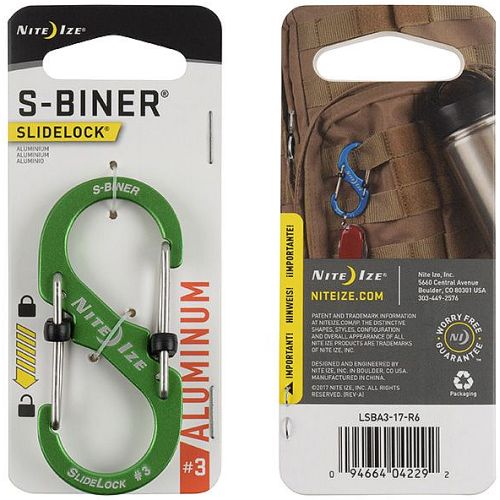 NITE IZE®
S-BINER®
SLIDELOCK®
ALUMINUM
ALUMINIUM
ALUMINIO
S-BINER
NITE IZE
SLIDELOCK #3
#3 ALUMINUM
¡IMPORTANTE!
HINWEIS!
IMPORTANT!
NITE IZE®
NITEIZE.COM
Nite Ize, Inc.
5660 Central Avenue
Boulder, CO 80301 USA
303-449-2576
PATENT AND TRADEMARK INFORMATION
AT NITEIZE.COM/IP. THE DISTINCTIVE
SHAPES, STYLES, CONFIGURATION
AND OVERALL APPEARANCE OF ALL
NITE IZE PRODUCTS ARE TRADEMARKS
OF NITE IZE, INC.
DESIGNED AND ENGINEERED BY
NITE IZE, INC. IN BOULDER, CO USA.
MANUFACTURED IN CHINA.
©2017 NITE IZE, INC. ALL RIGHTS
RESERVED. (REV-A)
WORRY FREE
NI
GUARANTEE
Packaging
LSBA3-17-R6
0 94664 04229 2